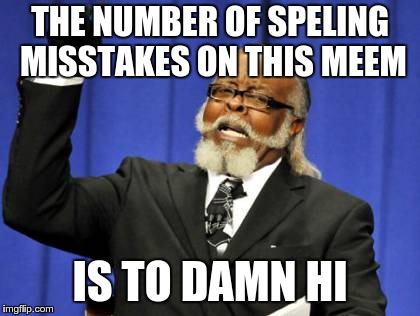 THE NUMBER OF SPELING
MISSTAKES ON THIS MEEM
IS TO DAMN HI
imgflip.com